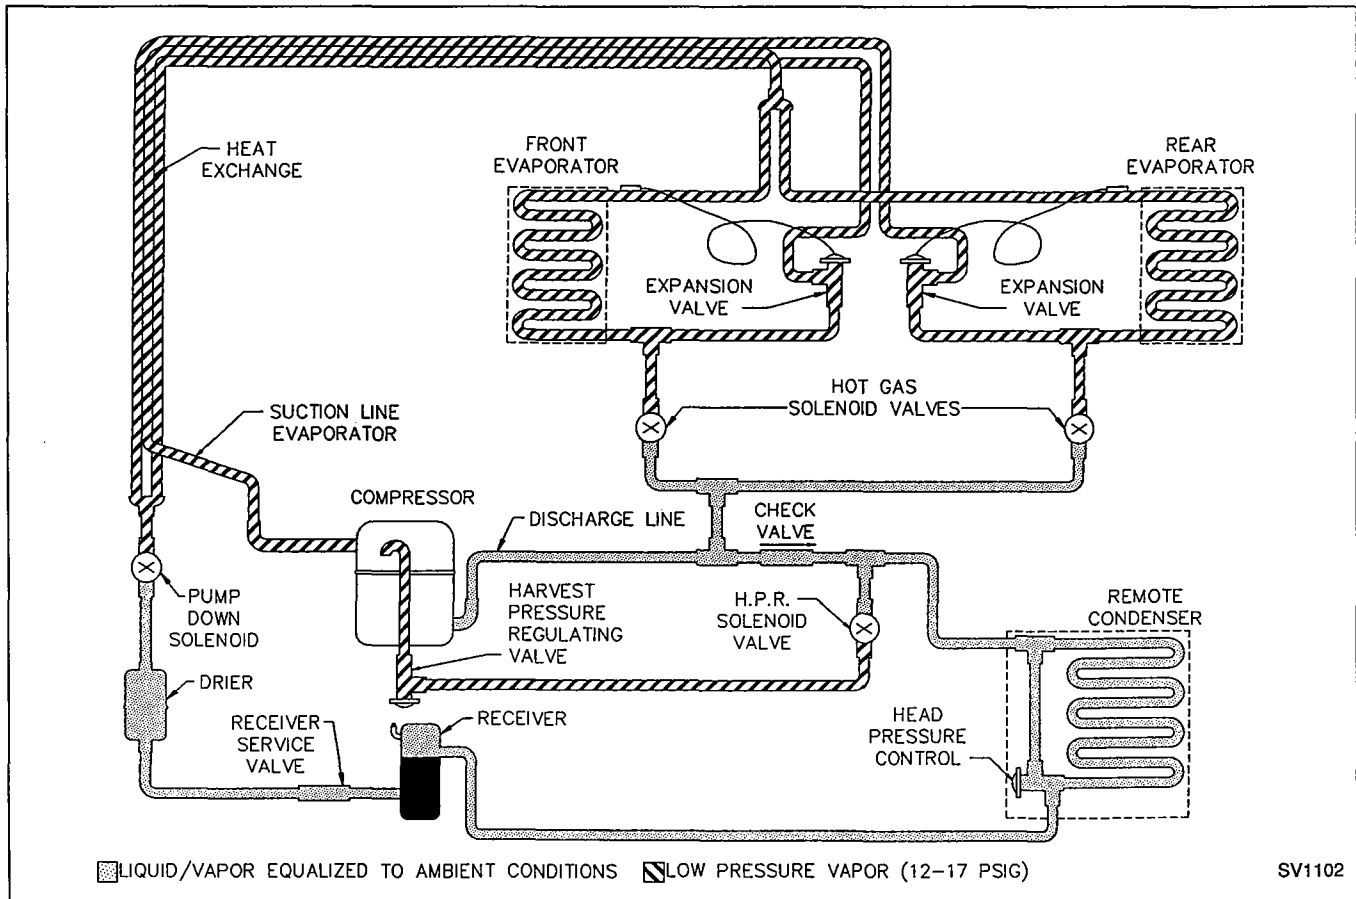 HEAT
EXCHANGE
FRONT
EVAPORATOR
REAR
EVAPORATOR
EXPANSION
VALVE
EXPANSION
VALVE
HOT GAS
SOLENOID VALVES
SUCTION LINE
EVAPORATOR
COMPRESSOR
DISCHARGE LINE
CHECK
VALVE
PUMP
DOWN
SOLENOID
HARVEST
PRESSURE
REGULATING
VALVE
H.P.R.
SOLENOID
VALVE
REMOTE
CONDENSER
DRIER
RECEIVER
SERVICE
VALVE
RECEIVER
HEAD
PRESSURE
CONTROL
LIQUID/VAPOR EQUALIZED TO AMBIENT CONDITIONS
LOW PRESSURE VAPOR (12-17 PSIG)
SV1102